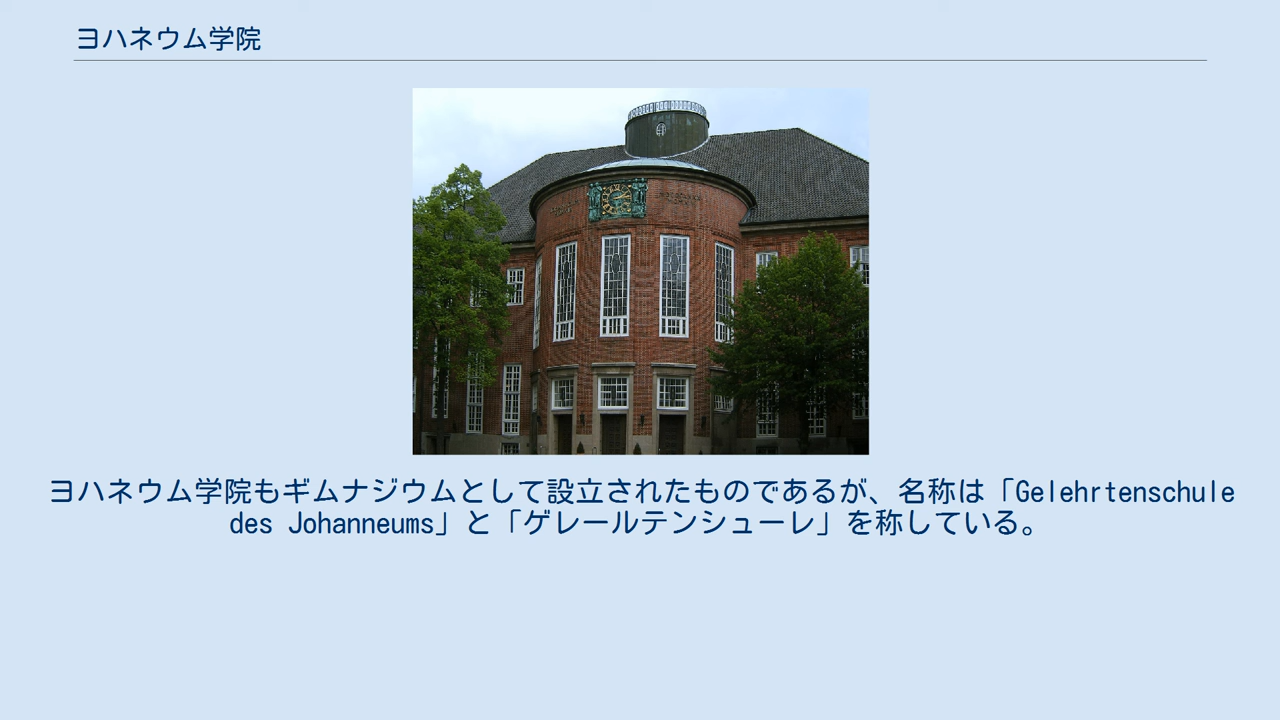 ヨハネウム学院
ヨハネウム学院もギムナジウムとして設立されたものであるが、名称は「Gelehrtenschule
des Johanneums」と「ゲレールテンシューレ」を称している。